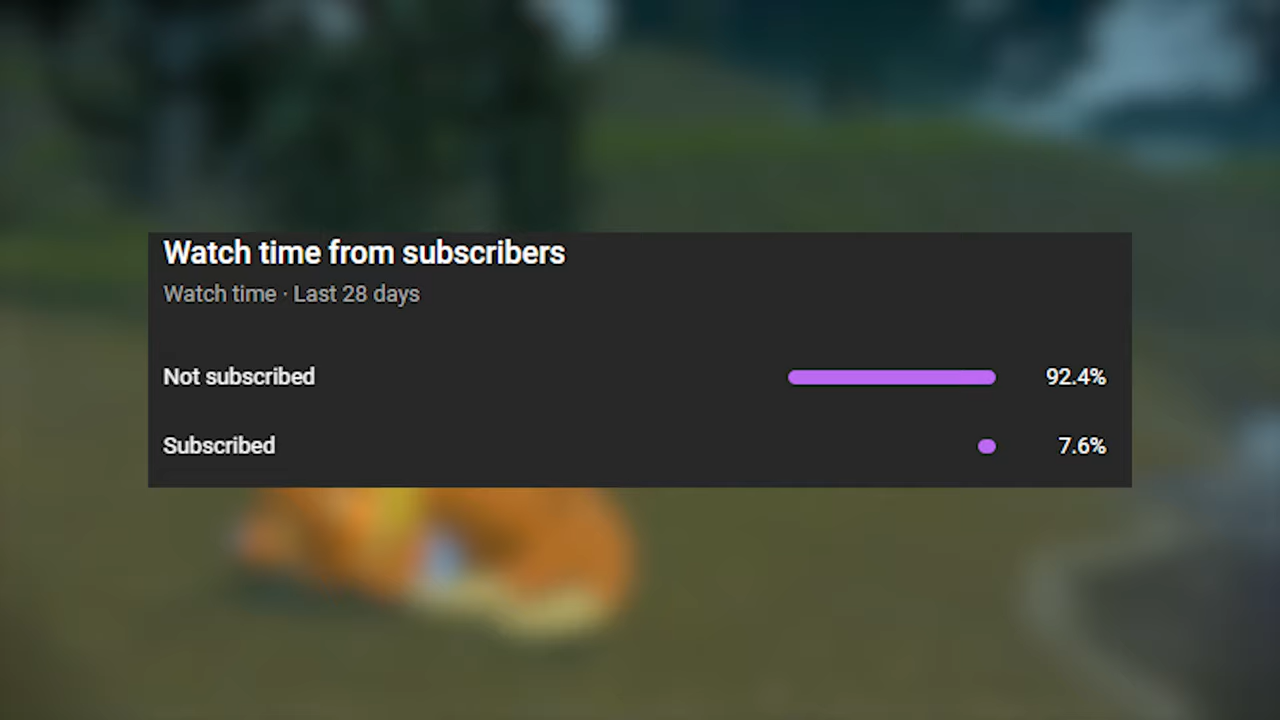 Watch time from subscribers
Watch time · Last 28 days
Not subscribed 92.4%
Subscribed 7.6%